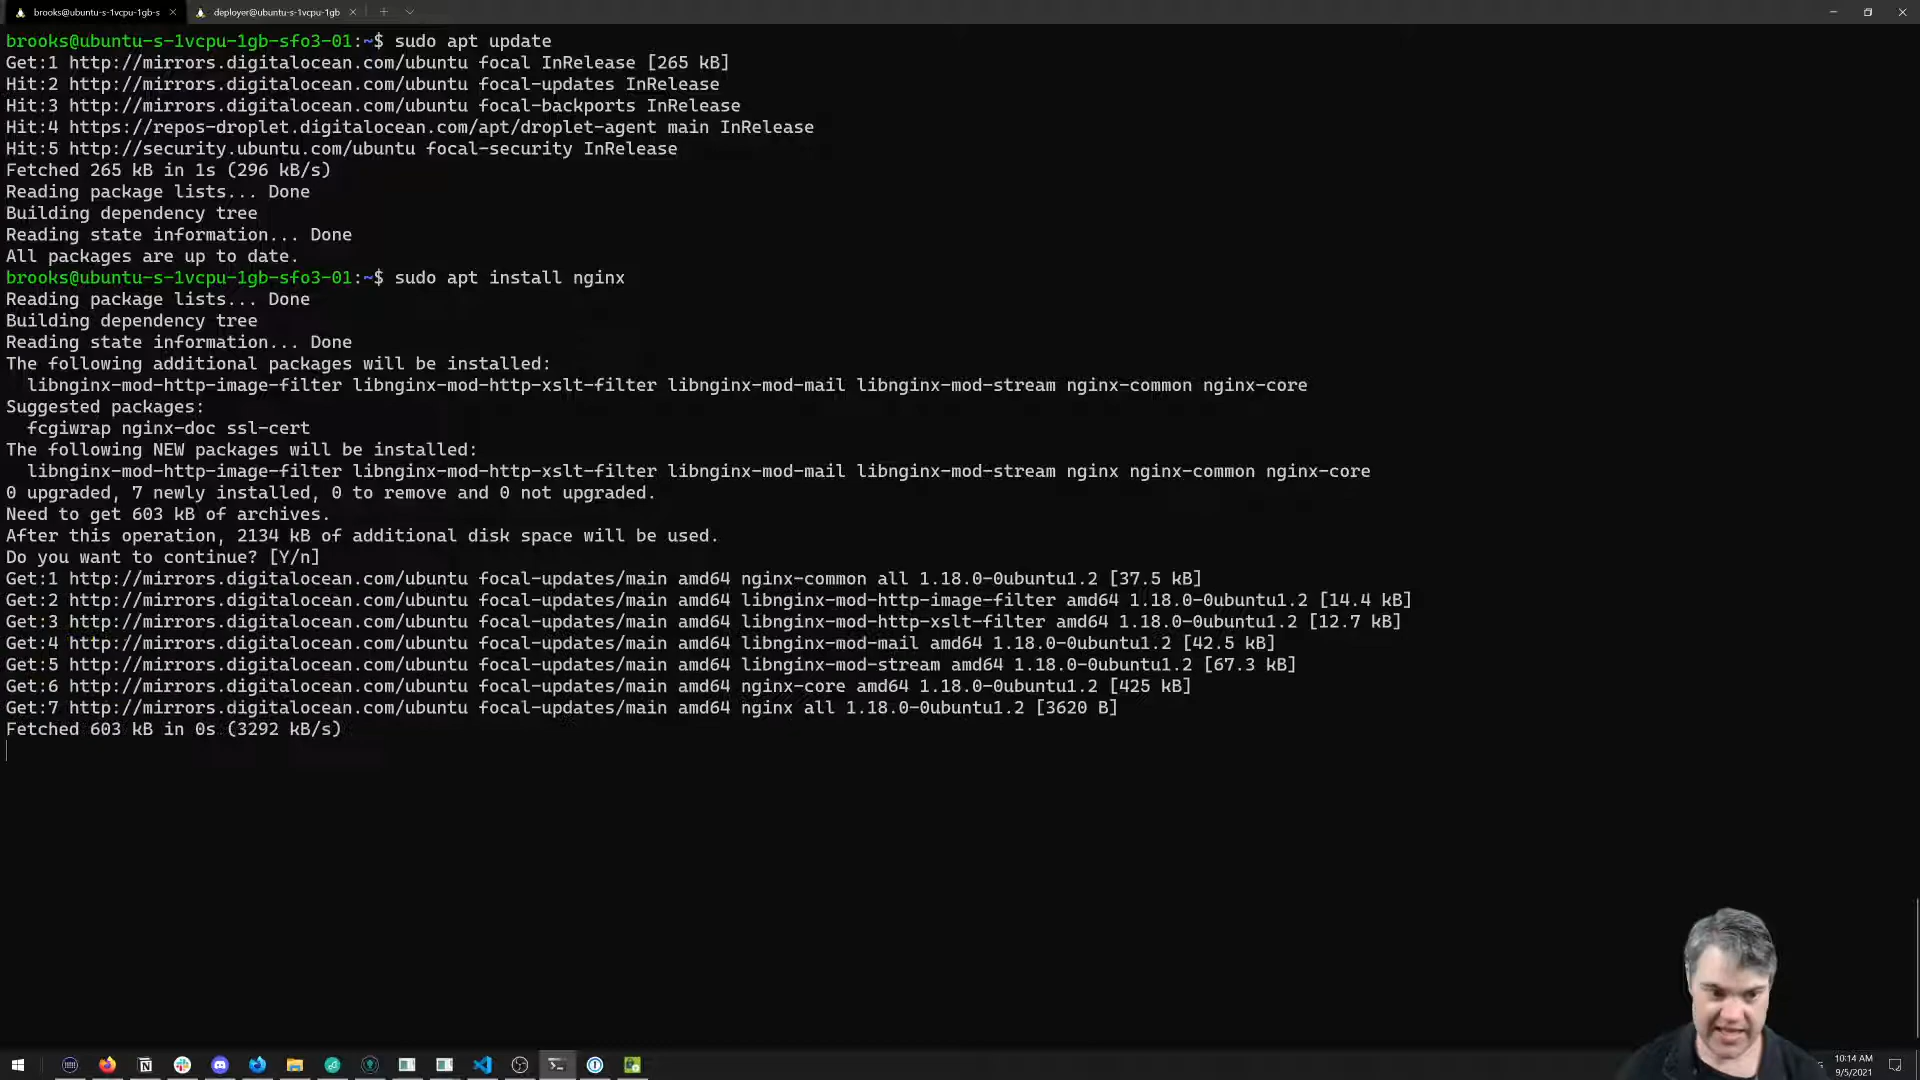 brooks@ubuntu-s-1vcpu-1gb-s
deployer@ubuntu-s-1vcpu-1gb
brooks@ubuntu-s-1vcpu-1gb-sfo3-01:~$ sudo apt update
Get:1 http://mirrors.digitalocean.com/ubuntu focal InRelease [265 kB]
Hit:2 http://mirrors.digitalocean.com/ubuntu focal-updates InRelease
Hit:3 http://mirrors.digitalocean.com/ubuntu focal-backports InRelease
Hit:4 https://repos-droplet.digitalocean.com/apt/droplet-agent main InRelease
Hit:5 http://security.ubuntu.com/ubuntu focal-security InRelease
Fetched 265 kB in 1s (296 kB/s)
Reading package lists... Done
Building dependency tree
Reading state information... Done
All packages are up to date.
brooks@ubuntu-s-1vcpu-1gb-sfo3-01:~$ sudo apt install nginx
Reading package lists... Done
Building dependency tree
Reading state information... Done
The following additional packages will be installed:
libnginx-mod-http-image-filter libnginx-mod-http-xslt-filter libnginx-mod-mail libnginx-mod-stream nginx-common nginx-core
Suggested packages:
fcgiwrap nginx-doc ssl-cert
The following NEW packages will be installed:
libnginx-mod-http-image-filter libnginx-mod-http-xslt-filter libnginx-mod-mail libnginx-mod-stream nginx nginx-common nginx-core
0 upgraded, 7 newly installed, 0 to remove and 0 not upgraded.
Need to get 603 kB of archives.
After this operation, 2134 kB of additional disk space will be used.
Do you want to continue? [Y/n]
Get:1 http://mirrors.digitalocean.com/ubuntu focal-updates/main amd64 nginx-common all 1.18.0-0ubuntu1.2 [37.5 kB]
Get:2 http://mirrors.digitalocean.com/ubuntu focal-updates/main amd64 libnginx-mod-http-image-filter amd64 1.18.0-0ubuntu1.2 [14.4 kB]
Get:3 http://mirrors.digitalocean.com/ubuntu focal-updates/main amd64 libnginx-mod-http-xslt-filter amd64 1.18.0-0ubuntu1.2 [12.7 kB]
Get:4 http://mirrors.digitalocean.com/ubuntu focal-updates/main amd64 libnginx-mod-mail amd64 1.18.0-0ubuntu1.2 [42.5 kB]
Get:5 http://mirrors.digitalocean.com/ubuntu focal-updates/main amd64 libnginx-mod-stream amd64 1.18.0-0ubuntu1.2 [67.3 kB]
Get:6 http://mirrors.digitalocean.com/ubuntu focal-updates/main amd64 nginx-core amd64 1.18.0-0ubuntu1.2 [425 kB]
Get:7 http://mirrors.digitalocean.com/ubuntu focal-updates/main amd64 nginx all 1.18.0-0ubuntu1.2 [3620 B]
Fetched 603 kB in 0s (3292 kB/s)
10:14 AM
9/5/2021